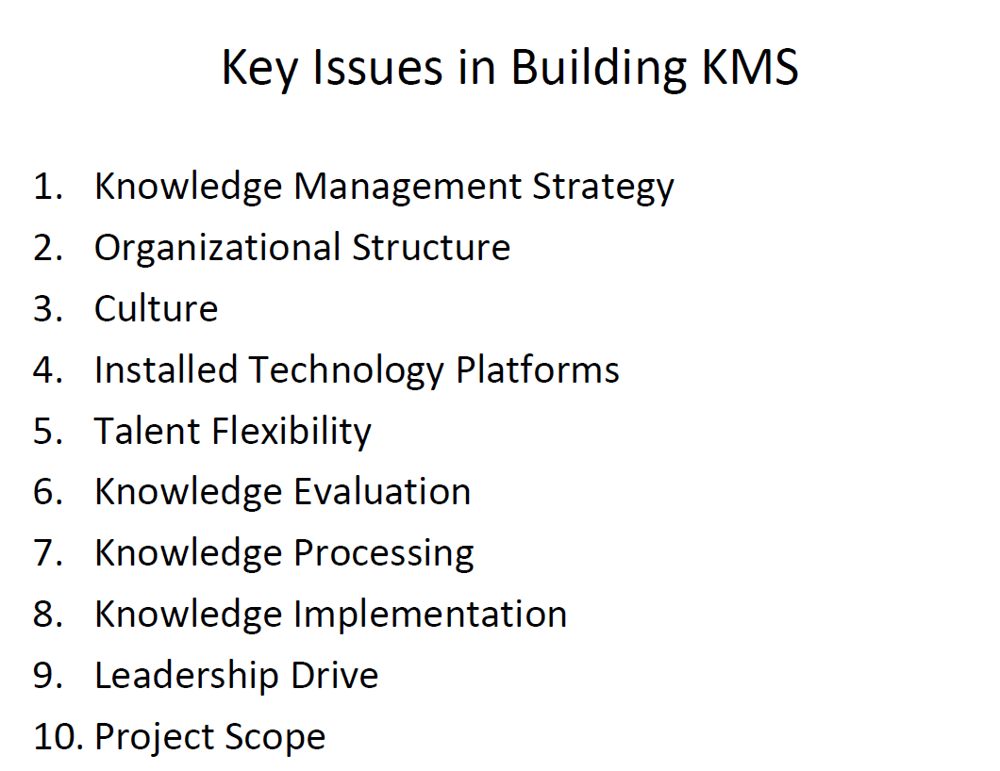 Key Issues in Building KMS
1. Knowledge Management Strategy
2. Organizational Structure
3. Culture
4. Installed Technology Platforms
5. Talent Flexibility
6. Knowledge Evaluation
7. Knowledge Processing
8. Knowledge Implementation
9. Leadership Drive
10. Project Scope